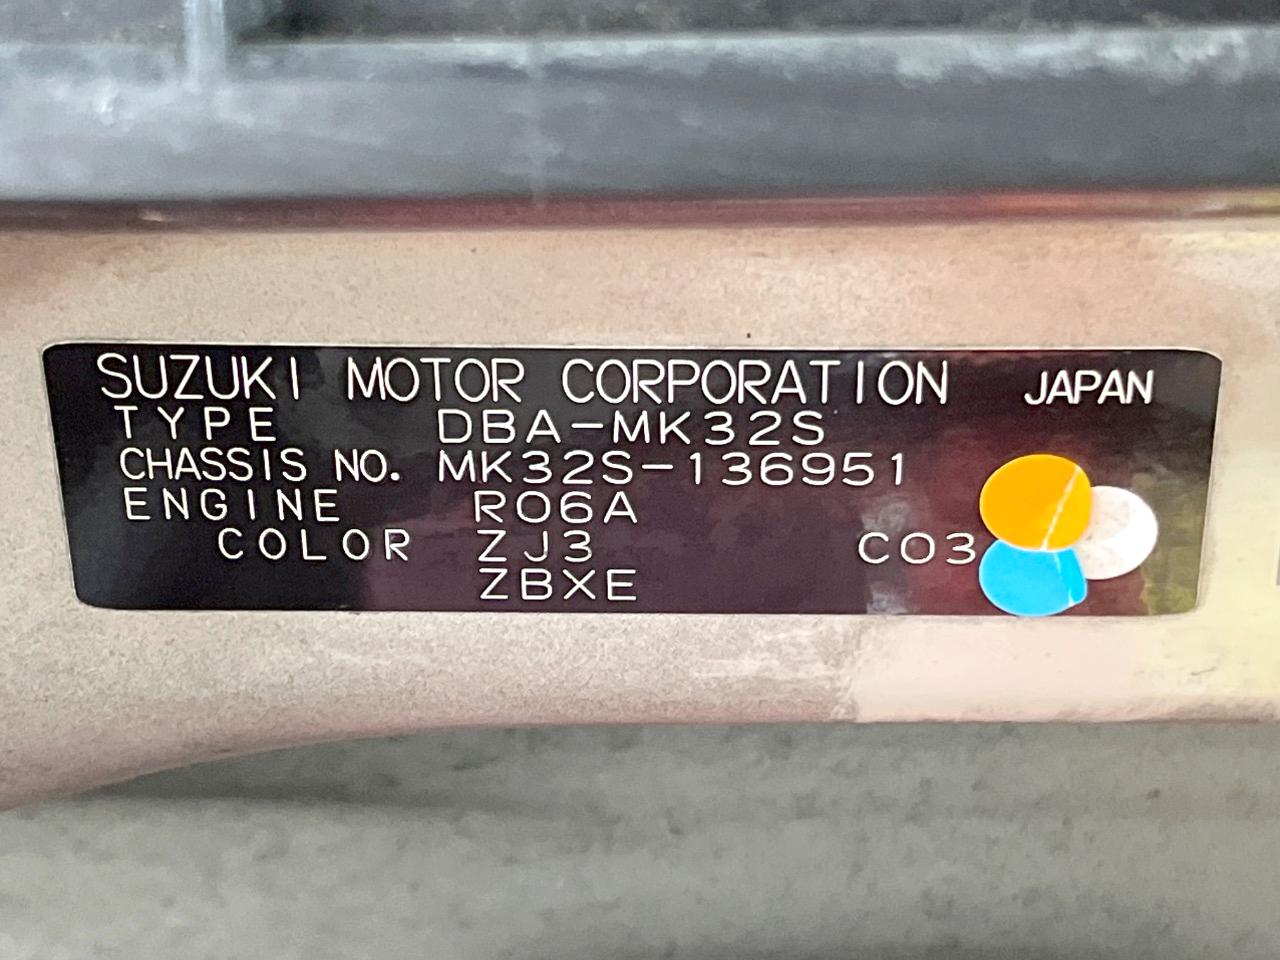 SUZUKI MOTOR CORPORATION JAPAN
TYPE DBA-MK32S
CHASSIS NO. MK32S-136951
ENGINE R06A
COLOR ZJ3 C03
ZBXE